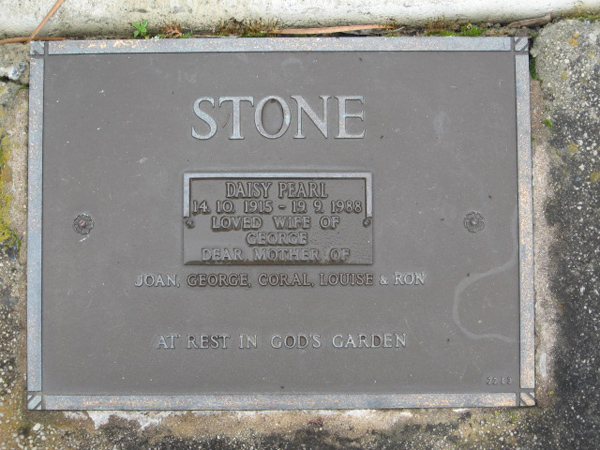 STONE
DAISY PEARL
14. 10. 1915 - 19. 9. 1988
LOVED WIFE OF
GEORGE
DEAR MOTHER OF
JOAN, GEORGE, CORAL, LOUISE & RON
AT REST IN GOD'S GARDEN